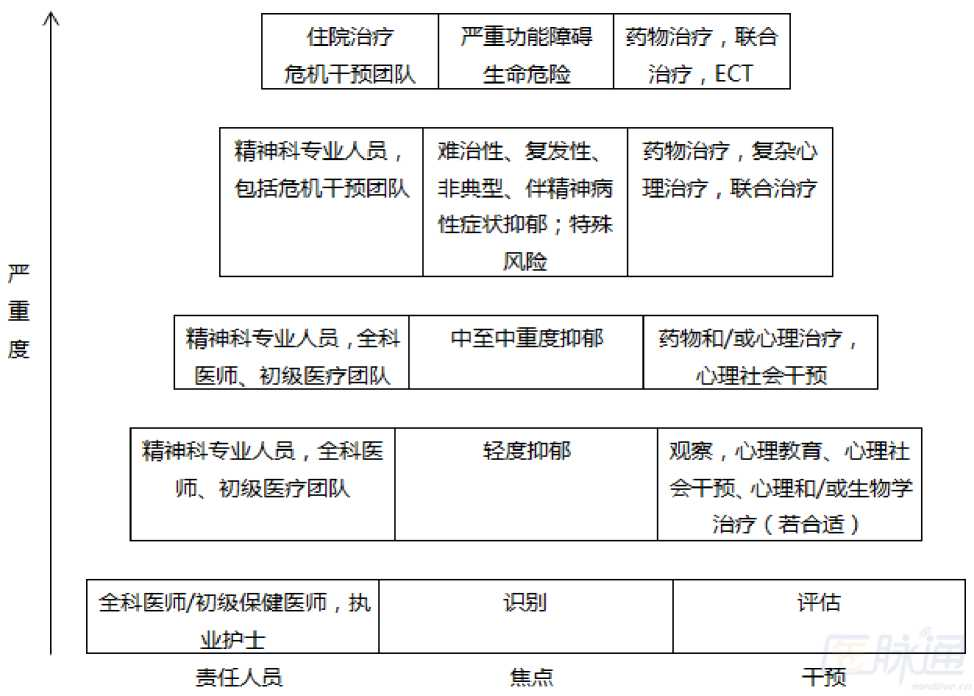 住院治疗
危机干预团队
严重功能障碍
生命危险
药物治疗，联合
治疗，ECT
精神科专业人员，
包括危机干预团队
难治性、复发性、
非典型、伴精神病
性症状抑郁；特殊
风险
药物治疗，复杂心
理治疗，联合治疗
严
重
度
精神科专业人员，全科
医师、初级医疗团队
中至中重度抑郁
药物和/或心理治疗，
心理社会干预
精神科专业人员，全科医
师、初级医疗团队
轻度抑郁
观察，心理教育、心理社
会干预、心理和/或生物学
治疗（若合适）
全科医师/初级保健医师，执
业护士
识别
评估
责任人员
焦点
干预
医脉通